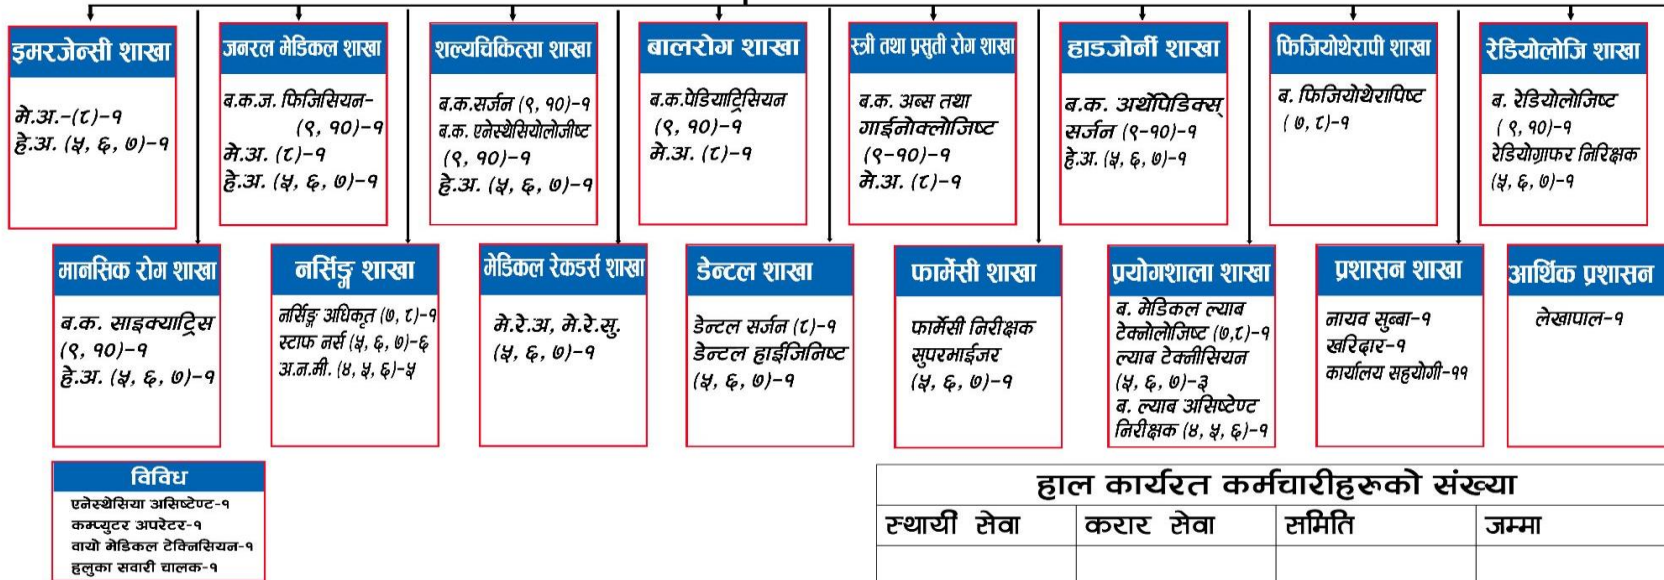 इमरजेन्सी शाखा
मे.अ.-(८)-१
हे.अ. (५, ६, ७)-१
जनरल मेडिकल शाखा
ब.क.ज. फिजिसियन-
(९, १०)-१
मे.अ. (८)-१
हे.अ. (५, ६, ७)-१
शल्यचिकित्सा शाखा
ब.क.सर्जन (९, १०)-१
ब.क. एनेस्थेसियोलोजीष्ट
(९, १०)-१
हे.अ. (५, ६, ७)-१
बालरोग शाखा
ब.क.पेडियाट्रिसियन
(९, १०)-१
मे.अ. (८)-१
स्त्री तथा प्रसुती रोग शाखा
ब.क. अब्स तथा
गाईनोक्लोजिष्ट
(९-१०)-१
मे.अ. (८)-१
हाडजोर्नी शाखा
ब.क. अर्थोपिडिक्स्
सर्जन (९-१०)-१
हे.अ. (५, ६, ७)-१
फिजियोथेरापी शाखा
ब. फिजियोथेरापिष्ट
( ७, ८)-१
रेडियोलोजि शाखा
ब. रेडियोलोजिष्ट
( ९, १०)-१
रेडियोग्राफर निरिक्षक
(५, ६, ७)-१
मानसिक रोग शाखा
ब.क. साइक्याट्रिस
(९, १०)-१
हे.अ. (५, ६, ७)-१
नर्सिङ्ग शाखा
नर्सिङ्ग अधिकृत (७, ८)-१
स्टाफ नर्स (५, ६, ७)-६
अ.न.मी. (४, ५, ६)-५
मेडिकल रेकडर्स शाखा
मे.रे.अ, मे.रे.सु.
(५, ६, ७)-१
डेन्टल शाखा
डेन्टल सर्जन (८)-१
डेन्टल हाईजिनिष्ट
(५, ६, ७)-१
फार्मेसी शाखा
फार्मेसी निरीक्षक
सुपरभाईजर
(५, ६, ७)-१
प्रयोगशाला शाखा
ब. मेडिकल ल्याब
टेक्नोलोजिष्ट (७,८)-१
ल्याब टेक्नीसियन
(५, ६, ७)-३
ब. ल्याब असिष्टेण्ट
निरीक्षक (४, ५, ६)-१
प्रशासन शाखा
नायव सुब्बा-१
खरिदार-१
कार्यालय सहयोगी-११
आर्थिक प्रशासन
लेखापाल-१
विविध
एनेस्थेसिया असिष्टेण्ट-१
कम्प्युटर अपरेटर-१
वायो मेडिकल टेक्निसियन-१
हलुका सवारी चालक-१
हाल कार्यरत कर्मचारीहरूको संख्या
स्थायी सेवा करार सेवा समिति जम्मा